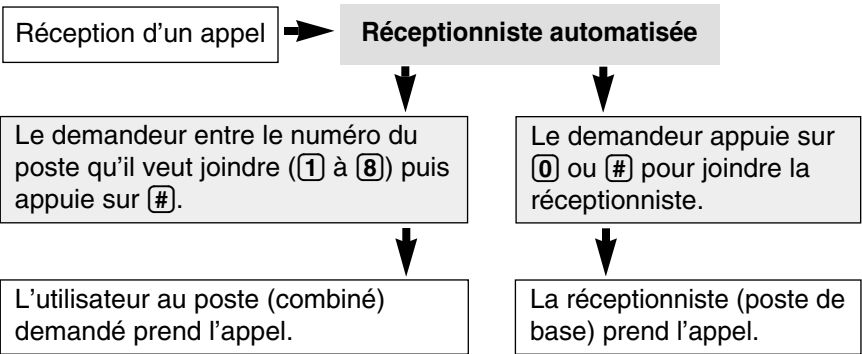 Réception d'un appel
Réceptionniste automatisée
Le demandeur entre le numéro du
poste qu'il veut joindre (1 à 8) puis
appuie sur #.
Le demandeur appuie sur
0 ou # pour joindre la
réceptionniste.
L'utilisateur au poste (combiné)
demandé prend l'appel.
La réceptionniste (poste de
base) prend l'appel.